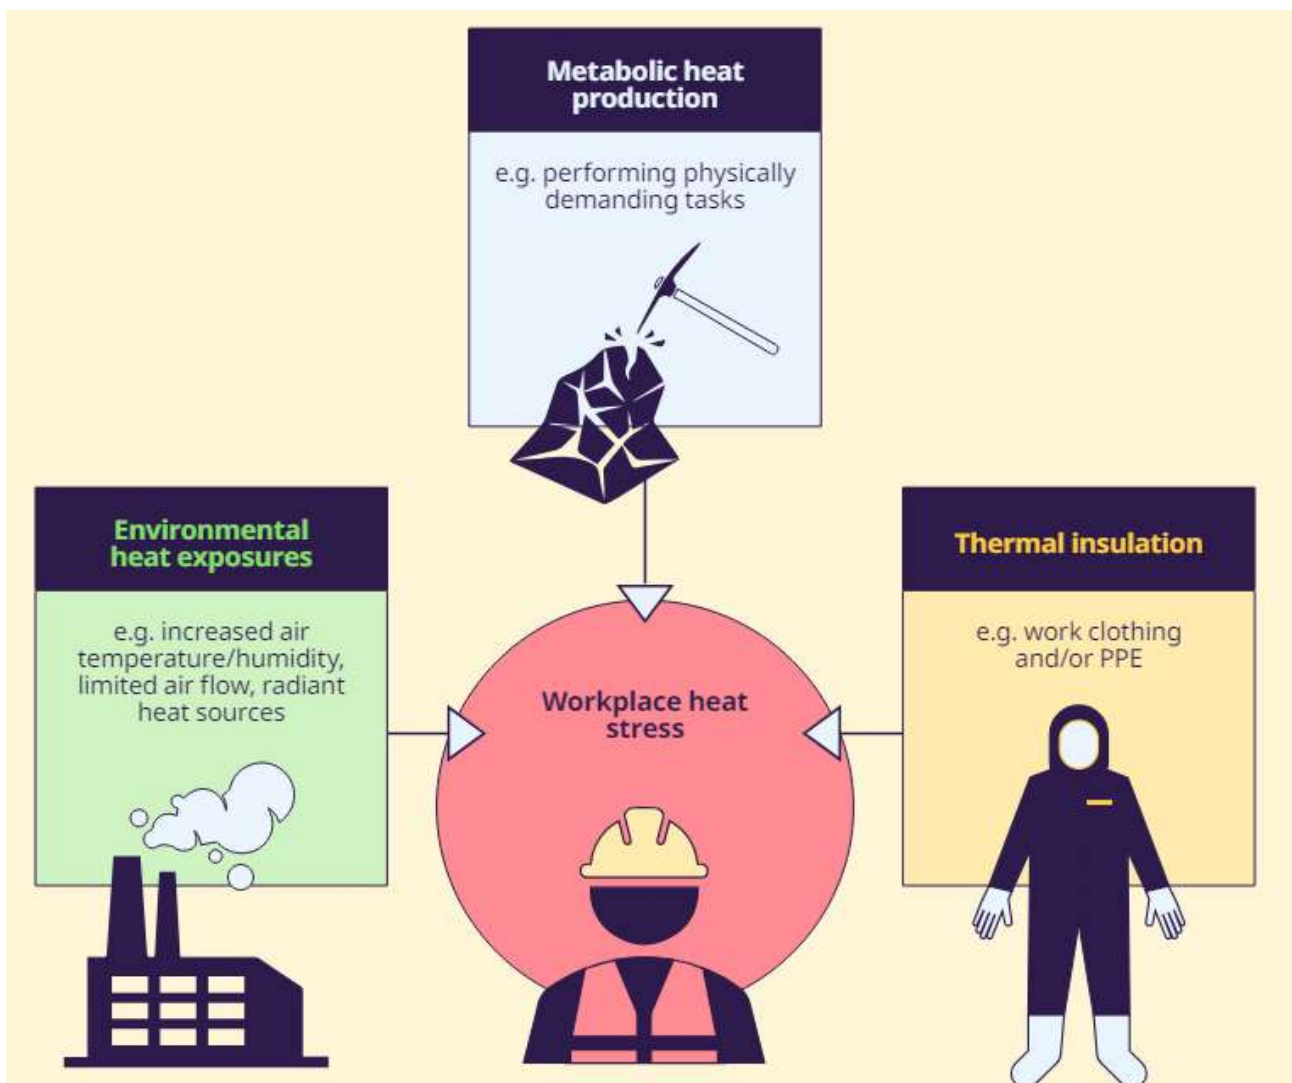 Metabolic heat
production
e.g. performing physically
demanding tasks
Environmental
heat exposures
e.g. increased air
temperature/humidity,
limited air flow, radiant
heat sources
Thermal insulation
e.g. work clothing
and/or PPE
Workplace heat
stress